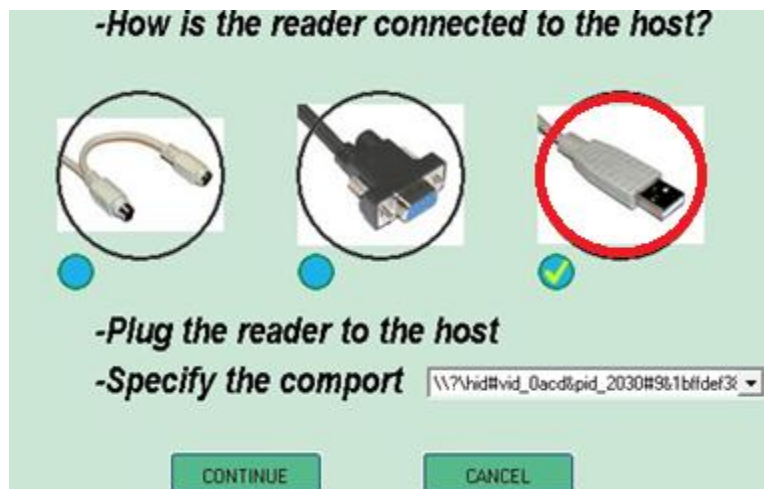 -How is the reader connected to the host?
-Plug the reader to the host
-Specify the comport \\?\hid#vid_0acd&pid_2030#9&1bffdef38
CONTINUE CANCEL